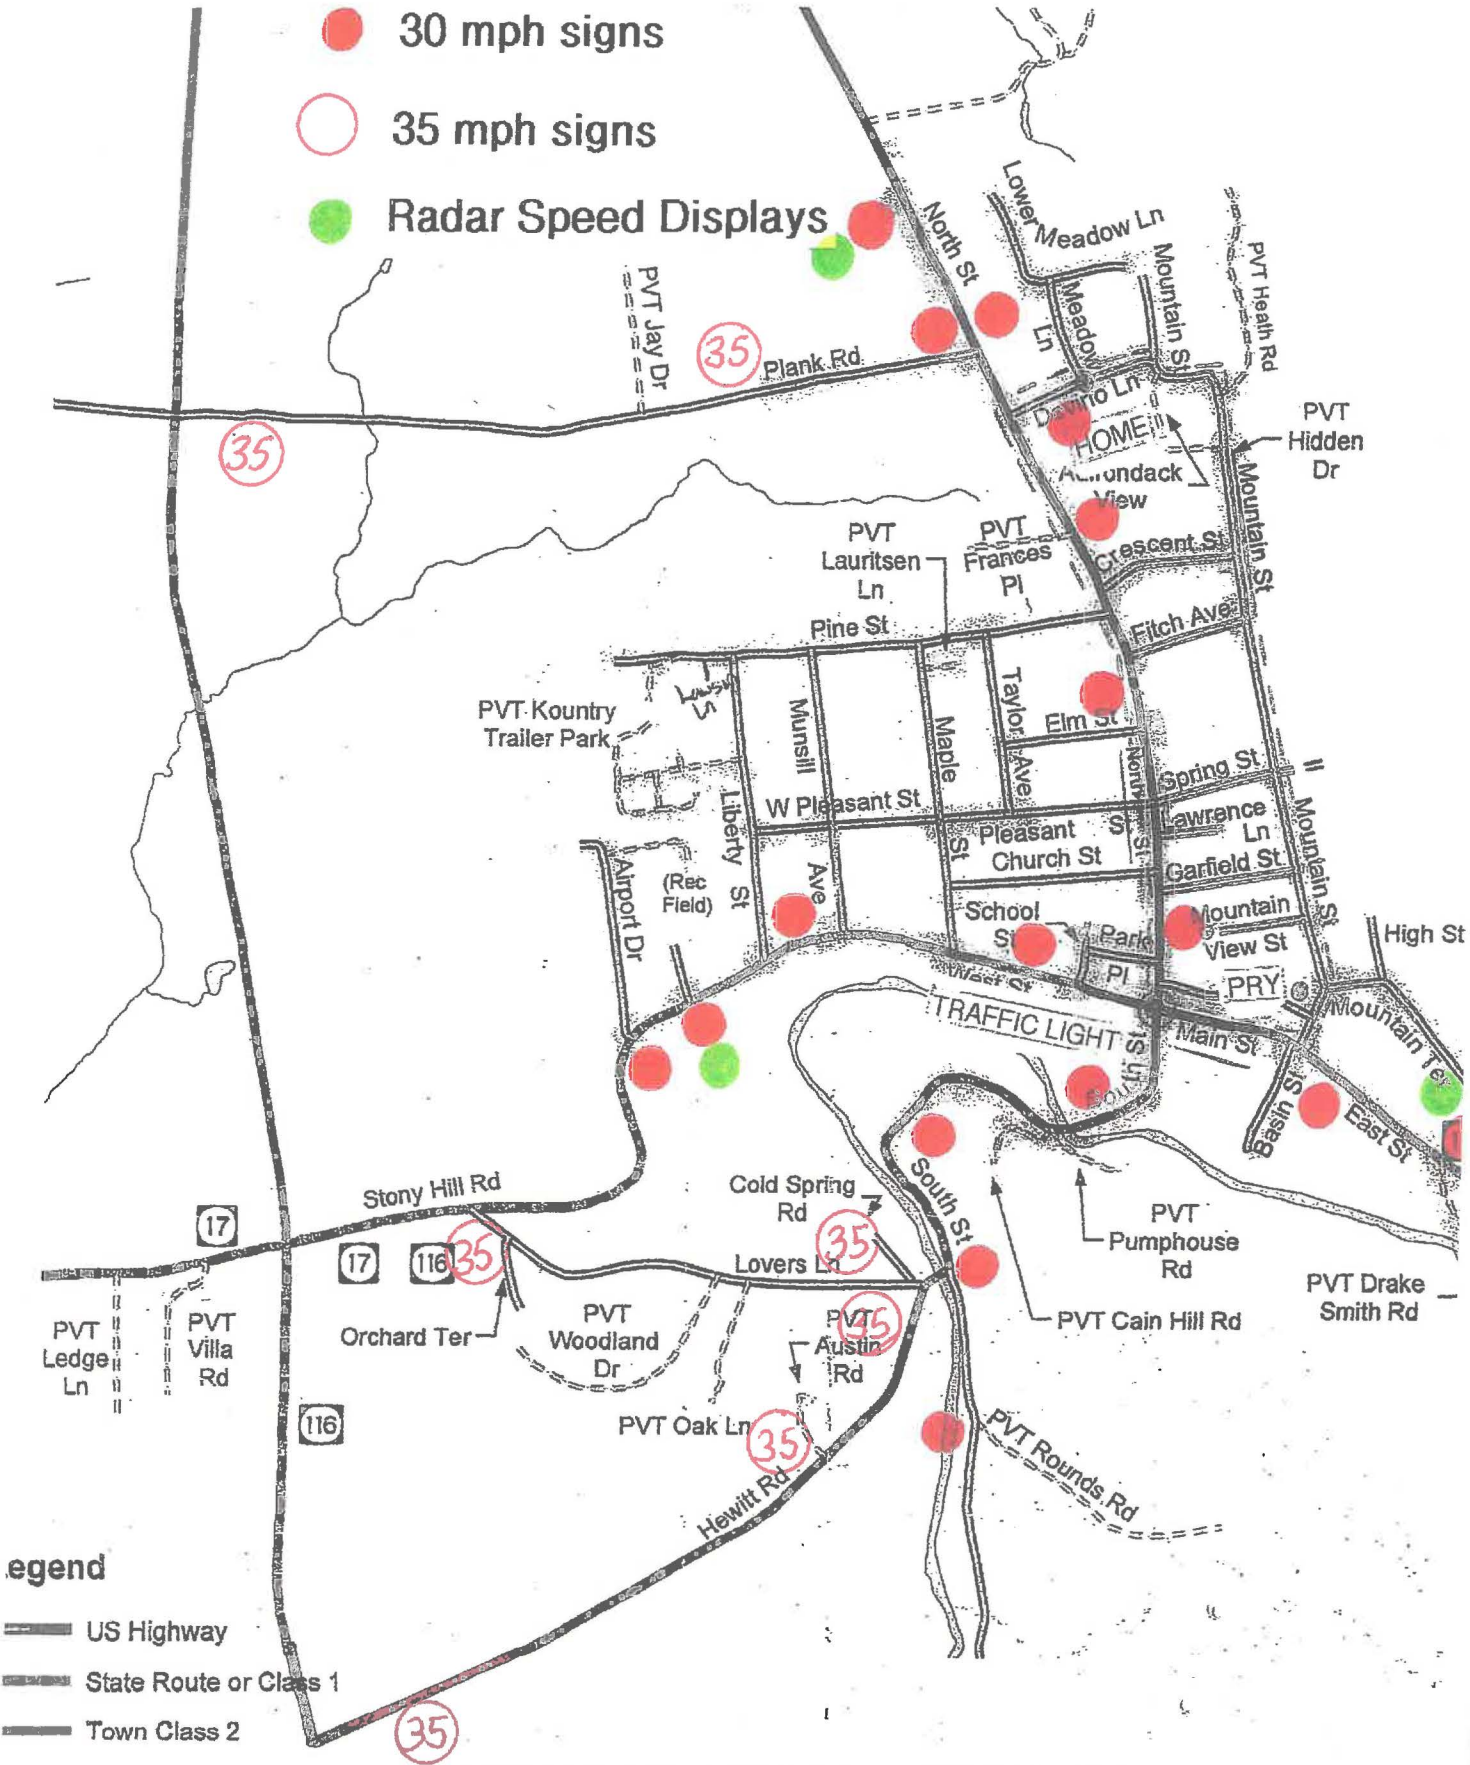 30 mph signs
35 mph signs
Radar Speed Displays
North St
Lower
Meadow Ln
Meadow
Ln
Mountain St
PVT Heath Rd
PVT Jay Dr
35
Plank Rd
35
HOME
View
PVT
Hidden
Dr
Mountain St
PVT
Lauritsen
Ln
PVT
Frances
Pl
Crescent St
Fitch Ave
Pine St
PVT Kountry
Trailer Park
Munsill
Ave
Maple
St
Taylor
Ave
Elm St
North
St
Spring St
W Pleasant St
Pleasant
Church St
Lawrence
Ln
Garfield St
Mountain St
Liberty
St
Airport Dr
(Rec
Field)
School
St
Park
Pl
Mountain
View St
High St
PRY
West St
TRAFFIC LIGHT
Main St
Mountain Ter
South St
Basin St
East St
Stony Hill Rd
17
17
116
35
Cold Spring
Rd
35
South St
Lovers Ln
PVT
Pumphouse
Rd
PVT Drake
Smith Rd
PVT Cain Hill Rd
PVT
Ledge
Ln
PVT
Villa
Rd
Orchard Ter
PVT
Woodland
Dr
PVT
Austin
Rd
35
PVT Oak Ln
35
116
PVT Rounds Rd
Hewitt Rd
35
egend
US Highway
State Route or Class 1
Town Class 2